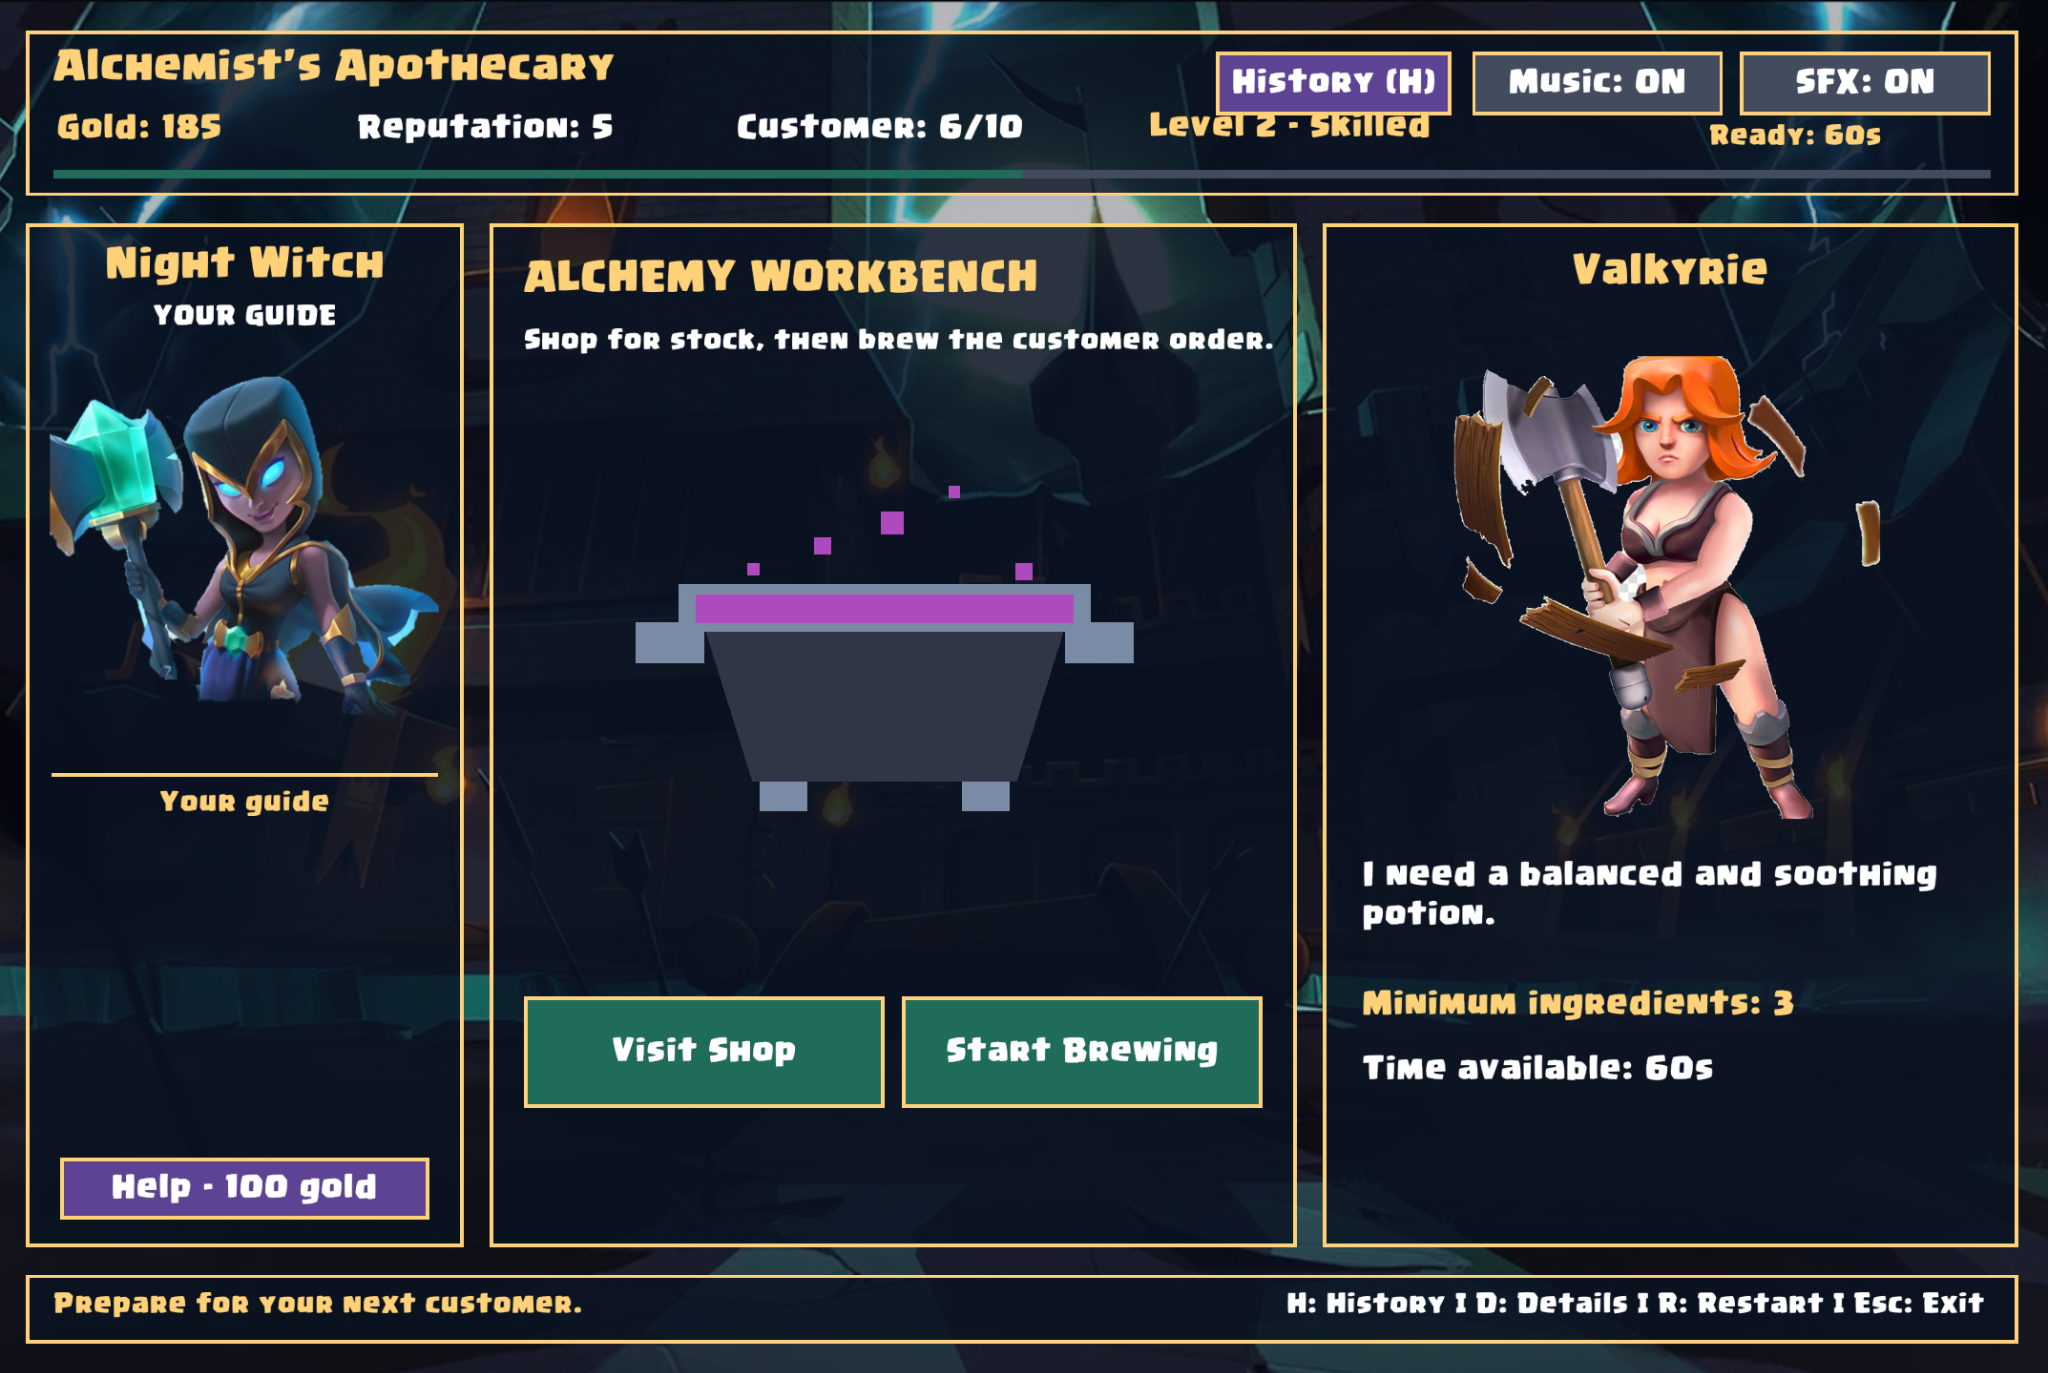 Alchemist's Apothecary
History (H)
Music: ON
SFX: ON
Gold: 185
Reputation: 5
Customer: 6/10
Level 2 - Skilled
Ready: 60s
Night Witch
YOUR GUIDE
Your guide
Help - 100 gold
ALCHEMY WORKBENCH
Shop for stock, then brew the customer order.
Visit Shop
Start Brewing
Valkyrie
I need a balanced and soothing
potion.
Minimum ingredients: 3
Time available: 60s
Prepare for your next customer.
H: History | D: Details | R: Restart | Esc: Exit